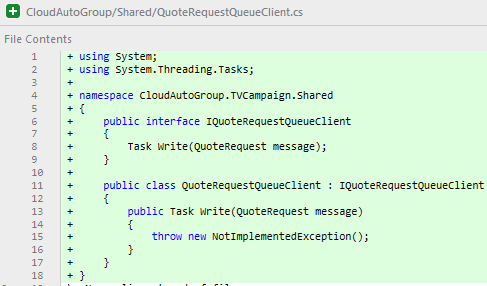 CloudAutoGroup/Shared/QuoteRequestQueueClient.cs
File Contents
1 + using System;
2 + using System.Threading.Tasks;
3 +
4 + namespace CloudAutoGroup.TVCampaign.Shared
5 + {
6 +     public interface IQuoteRequestQueueClient
7 +     {
8 +         Task Write(QuoteRequest message);
9 +     }
10 +
11 +     public class QuoteRequestQueueClient : IQuoteRequestQueueClient
12 +     {
13 +         public Task Write(QuoteRequest message)
14 +         {
15 +             throw new NotImplementedException();
16 +         }
17 +     }
18 + }